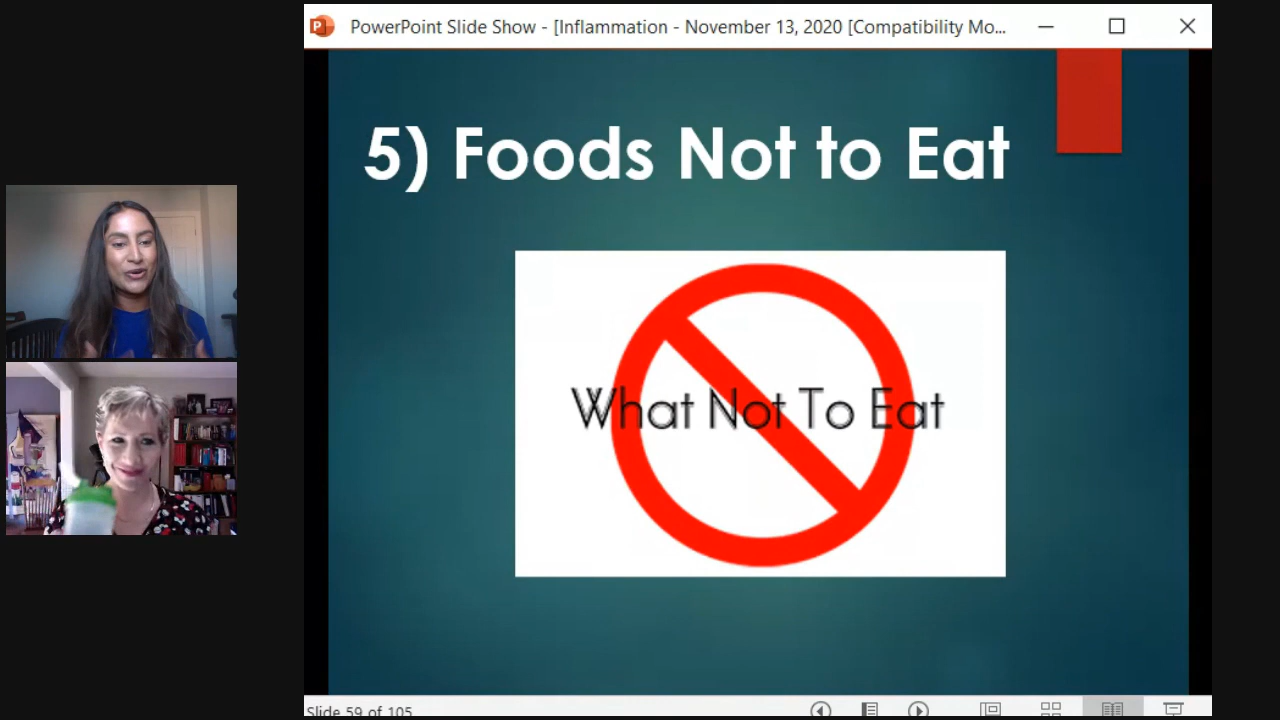 PowerPoint Slide Show - [Inflammation - November 13, 2020 [Compatibility Mo...
5) Foods Not to Eat
What Not To Eat
Slide 59 of 105